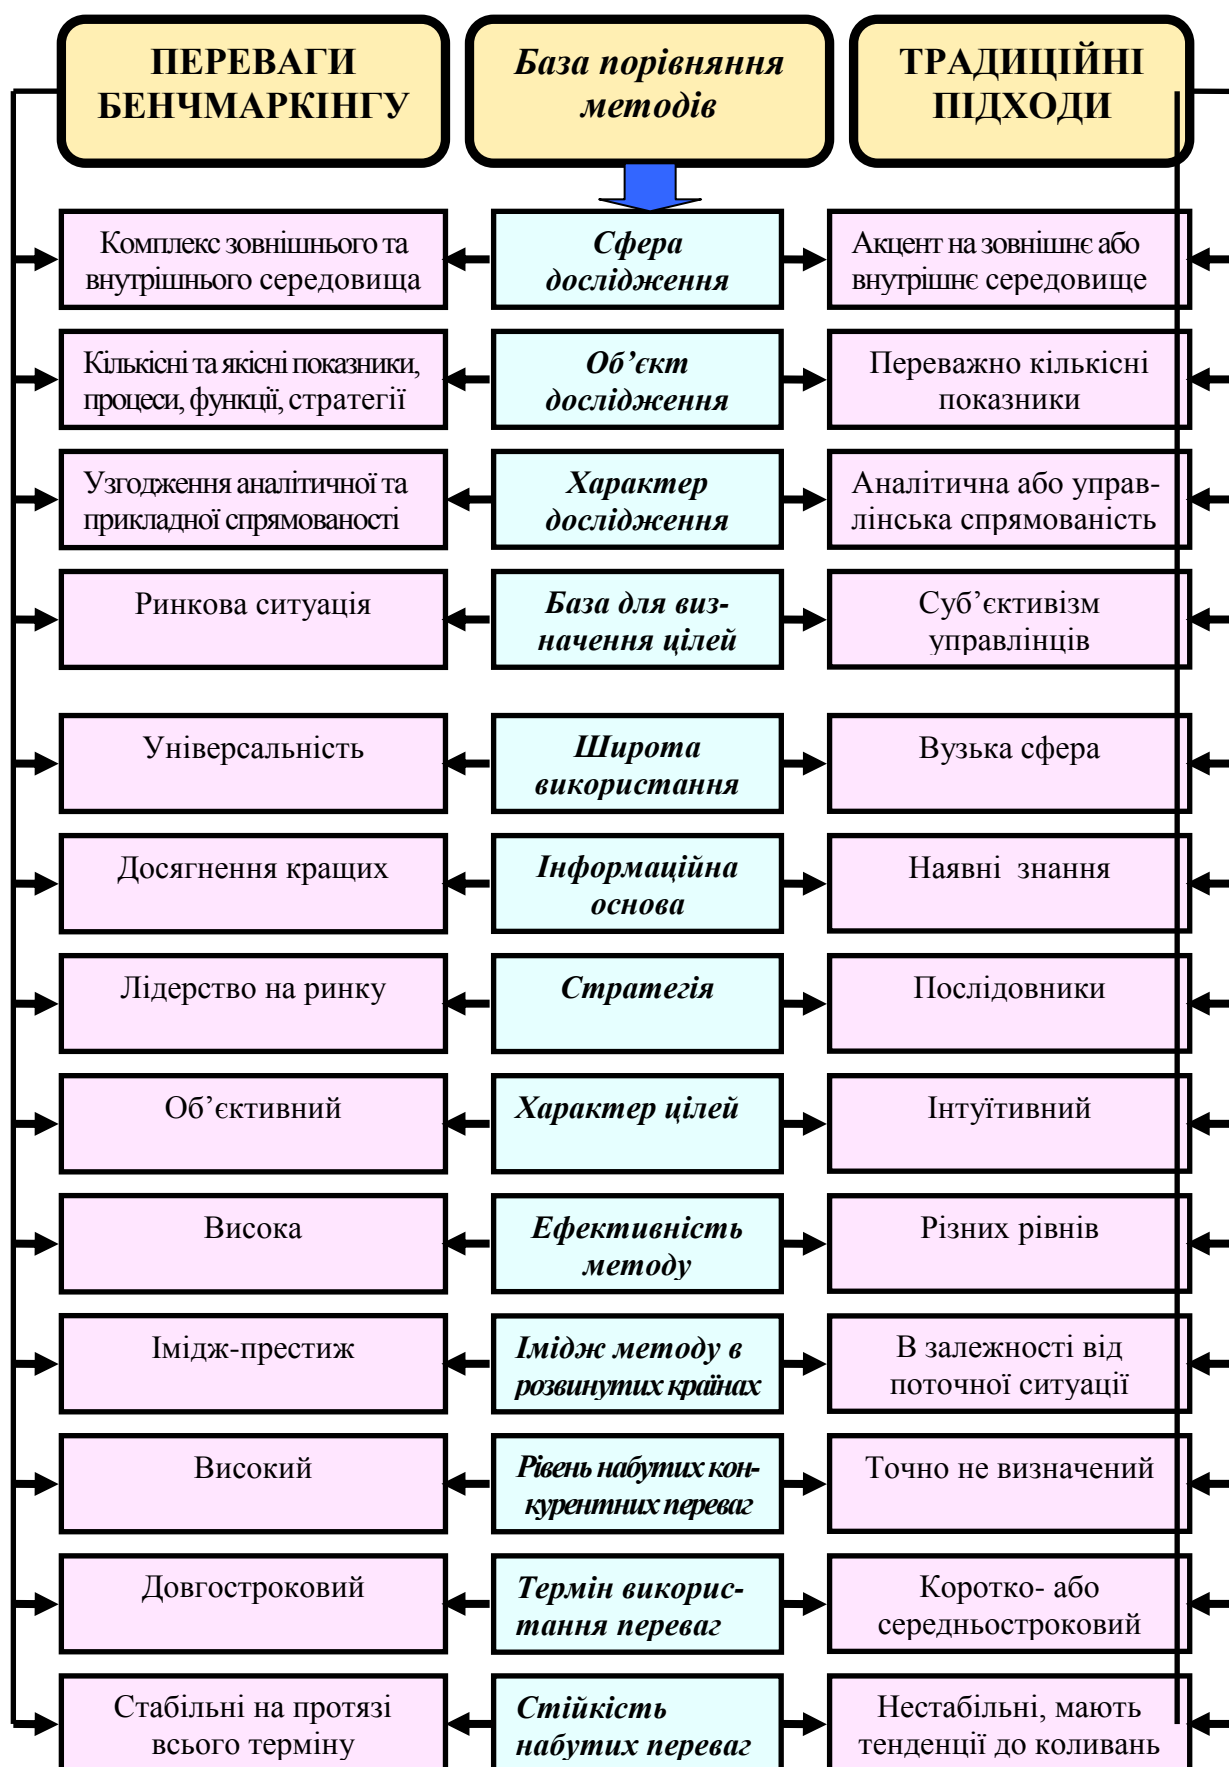 ПЕРЕВАГИ
БЕНЧМАРКІНГУ
База порівняння
методів
ТРАДИЦІЙНІ
ПІДХОДИ
Комплекс зовнішнього та
внутрішнього середовища
Сфера
дослідження
Акцент на зовнішнє або
внутрішнє середовище
Кількісні та якісні показники,
процеси, функції, стратегії
Об’єкт
дослідження
Переважно кількісні
показники
Узгодження аналітичної та
прикладної спрямованості
Характер
дослідження
Аналітична або управ-
лінська спрямованість
Ринкова ситуація
База для виз-
начення цілей
Суб’єктивізм
управлінців
Універсальність
Широта
використання
Вузька сфера
Досягнення кращих
Інформаційна
основа
Наявні знання
Лідерство на ринку
Стратегія
Послідовники
Об’єктивний
Характер цілей
Інтуїтивний
Висока
Ефективність
методу
Різних рівнів
Імідж-престиж
Імідж методу в
розвинутих країнах
В залежності від
поточної ситуації
Високий
Рівень набутих кон-
курентних переваг
Точно не визначений
Довгостроковий
Термін викорис-
тання переваг
Коротко- або
середньостроковий
Стабільні на протязі
всього терміну
Стійкість
набутих переваг
Нестабільні, мають
тенденції до коливань